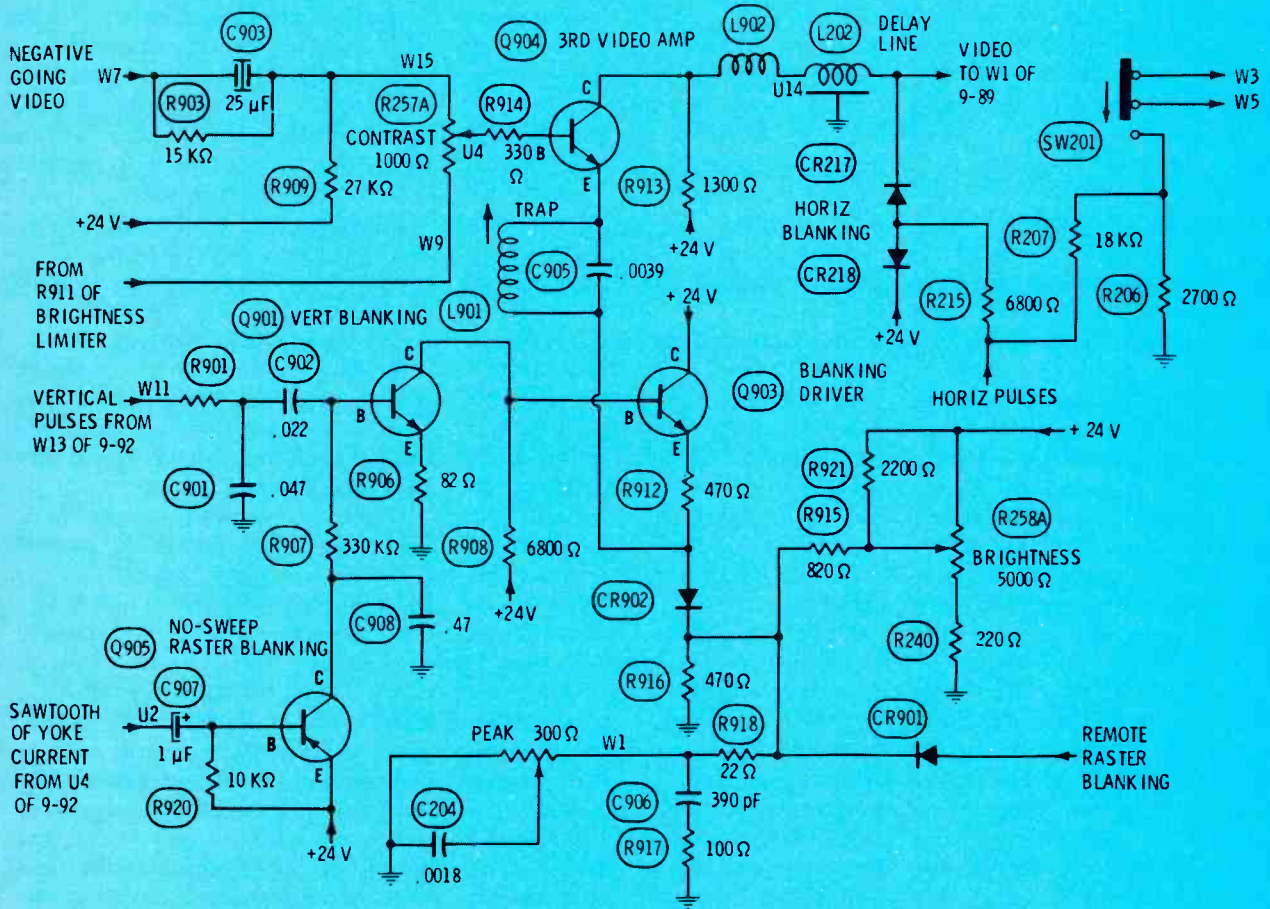 NEGATIVE
GOING
VIDEO
W7
C903
25 μF
R903
15 KΩ
R909
27 KΩ
+24 V
W15
R257A
CONTRAST
1000 Ω
U4
W9
R914
330
Ω
Q904
3RD VIDEO AMP
C
B
E
L902
L202
DELAY
LINE
U14
VIDEO
TO W1 OF
9-89
W3
W5
SW201
R913
1300 Ω
+24 V
CR217
HORIZ
BLANKING
CR218
+24 V
R215
6800 Ω
R207
18 KΩ
R206
2700 Ω
HORIZ PULSES
TRAP
L901
C905
.0039
FROM
R911 OF
BRIGHTNESS
LIMITER
Q901
VERT BLANKING
R901
C902
W11
VERTICAL
PULSES FROM
W13 OF 9-92
.022
C901
.047
C
B
E
R906
82 Ω
R907
330 KΩ
R908
6800 Ω
+24V
C908
.47
+ 24 V
C
B
E
Q903
BLANKING
DRIVER
R912
470 Ω
CR902
R916
470 Ω
+ 24 V
R921
2200 Ω
R915
820 Ω
R258A
BRIGHTNESS
5000 Ω
R240
220 Ω
Q905
NO-SWEEP
RASTER BLANKING
C907
U2
1 μF
+
SAWTOOTH
OF YOKE
CURRENT
FROM U4
OF 9-92
R920
10 KΩ
C
B
E
+24 V
PEAK
300 Ω
W1
C204
.0018
R918
22 Ω
C906
390 pF
R917
100 Ω
CR901
REMOTE
RASTER
BLANKING